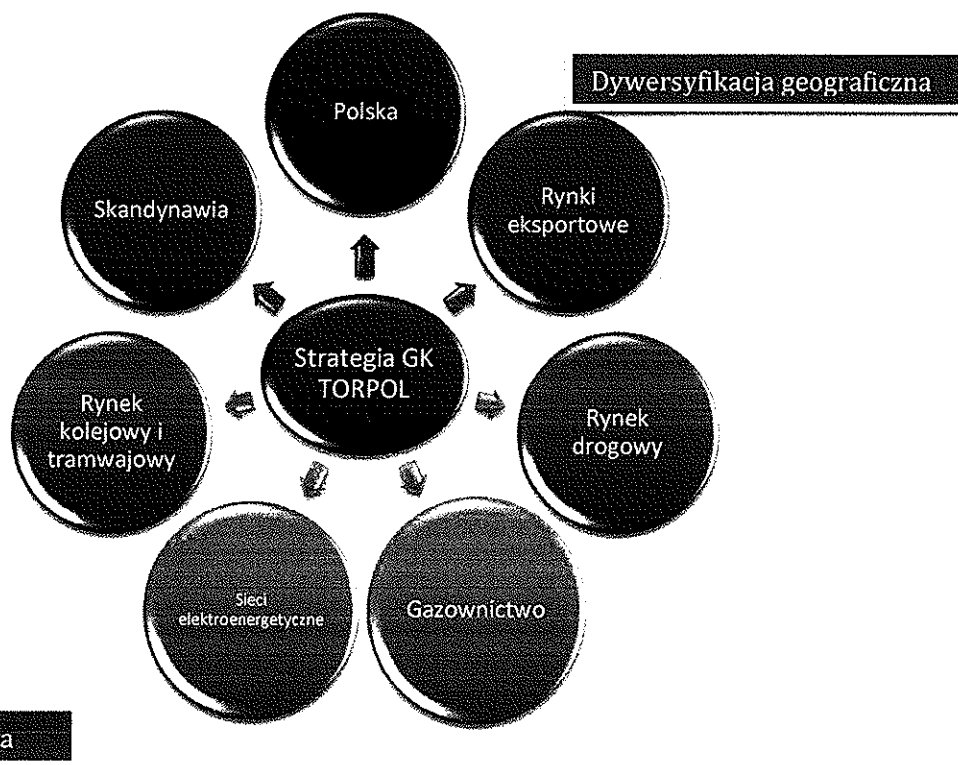 Dywersyfikacja geograficzna
Polska
Skandynawia
Rynki
eksportowe
Strategia GK
TORPOL
Rynek
kolejowy i
tramwajowy
Rynek
drogowy
Sieci
elektroenergetyczne
Gazownictwo
a